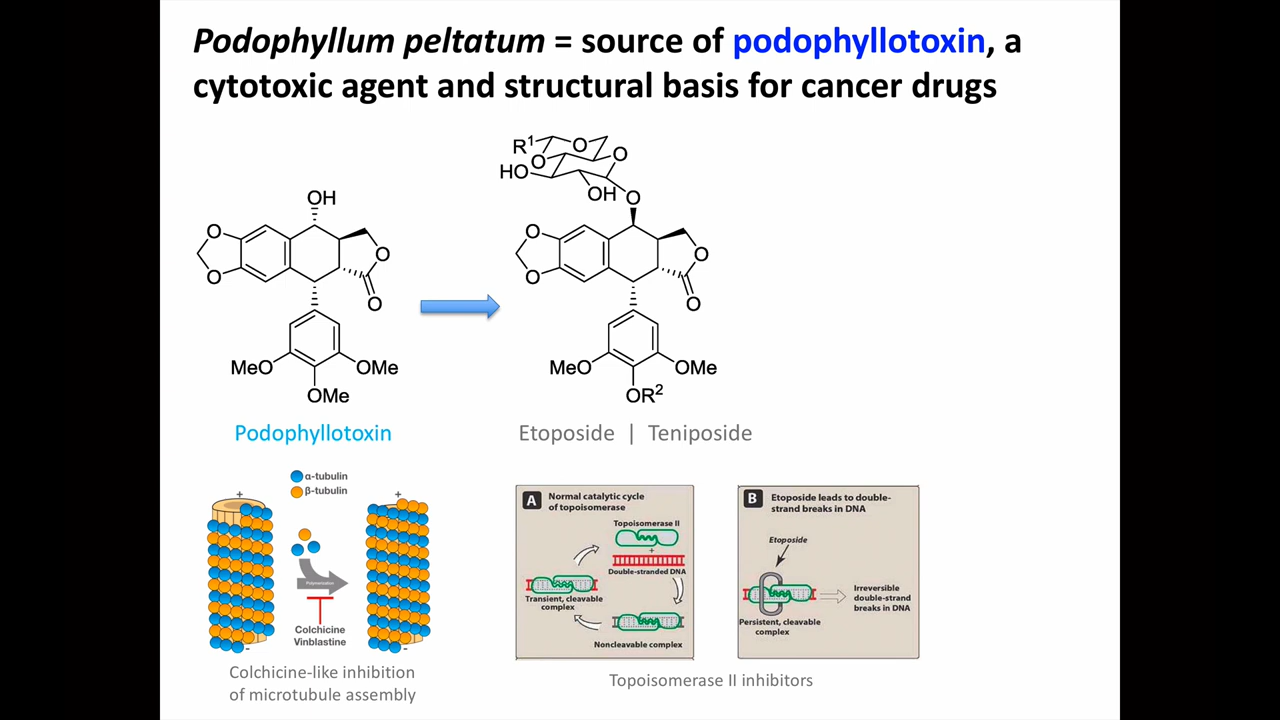 Podophyllum peltatum = source of podophyllotoxin, a
cytotoxic agent and structural basis for cancer drugs
OH
O
O
O
O
MeO
OMe
OMe
Podophyllotoxin
R¹
O
O
O
HO
OH
O
O
O
O
O
MeO
OMe
OR²
Etoposide | Teniposide
α-tubulin
β-tubulin
+
+
Polymerization
-
-
Colchicine
Vinblastine
Colchicine-like inhibition
of microtubule assembly
A
Normal catalytic cycle
of topoisomerase
Topoisomerase II
+
Double-stranded DNA
Transient, cleavable
complex
Noncleavable complex
B
Etoposide leads to double-
strand breaks in DNA
Etoposide
Irreversible
double-strand
breaks in DNA
Persistent, cleavable
complex
Topoisomerase II inhibitors